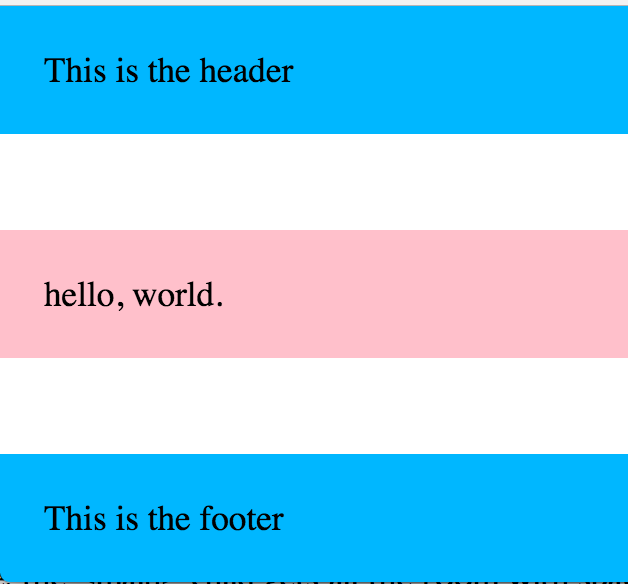 This is the header
hello, world.
This is the footer